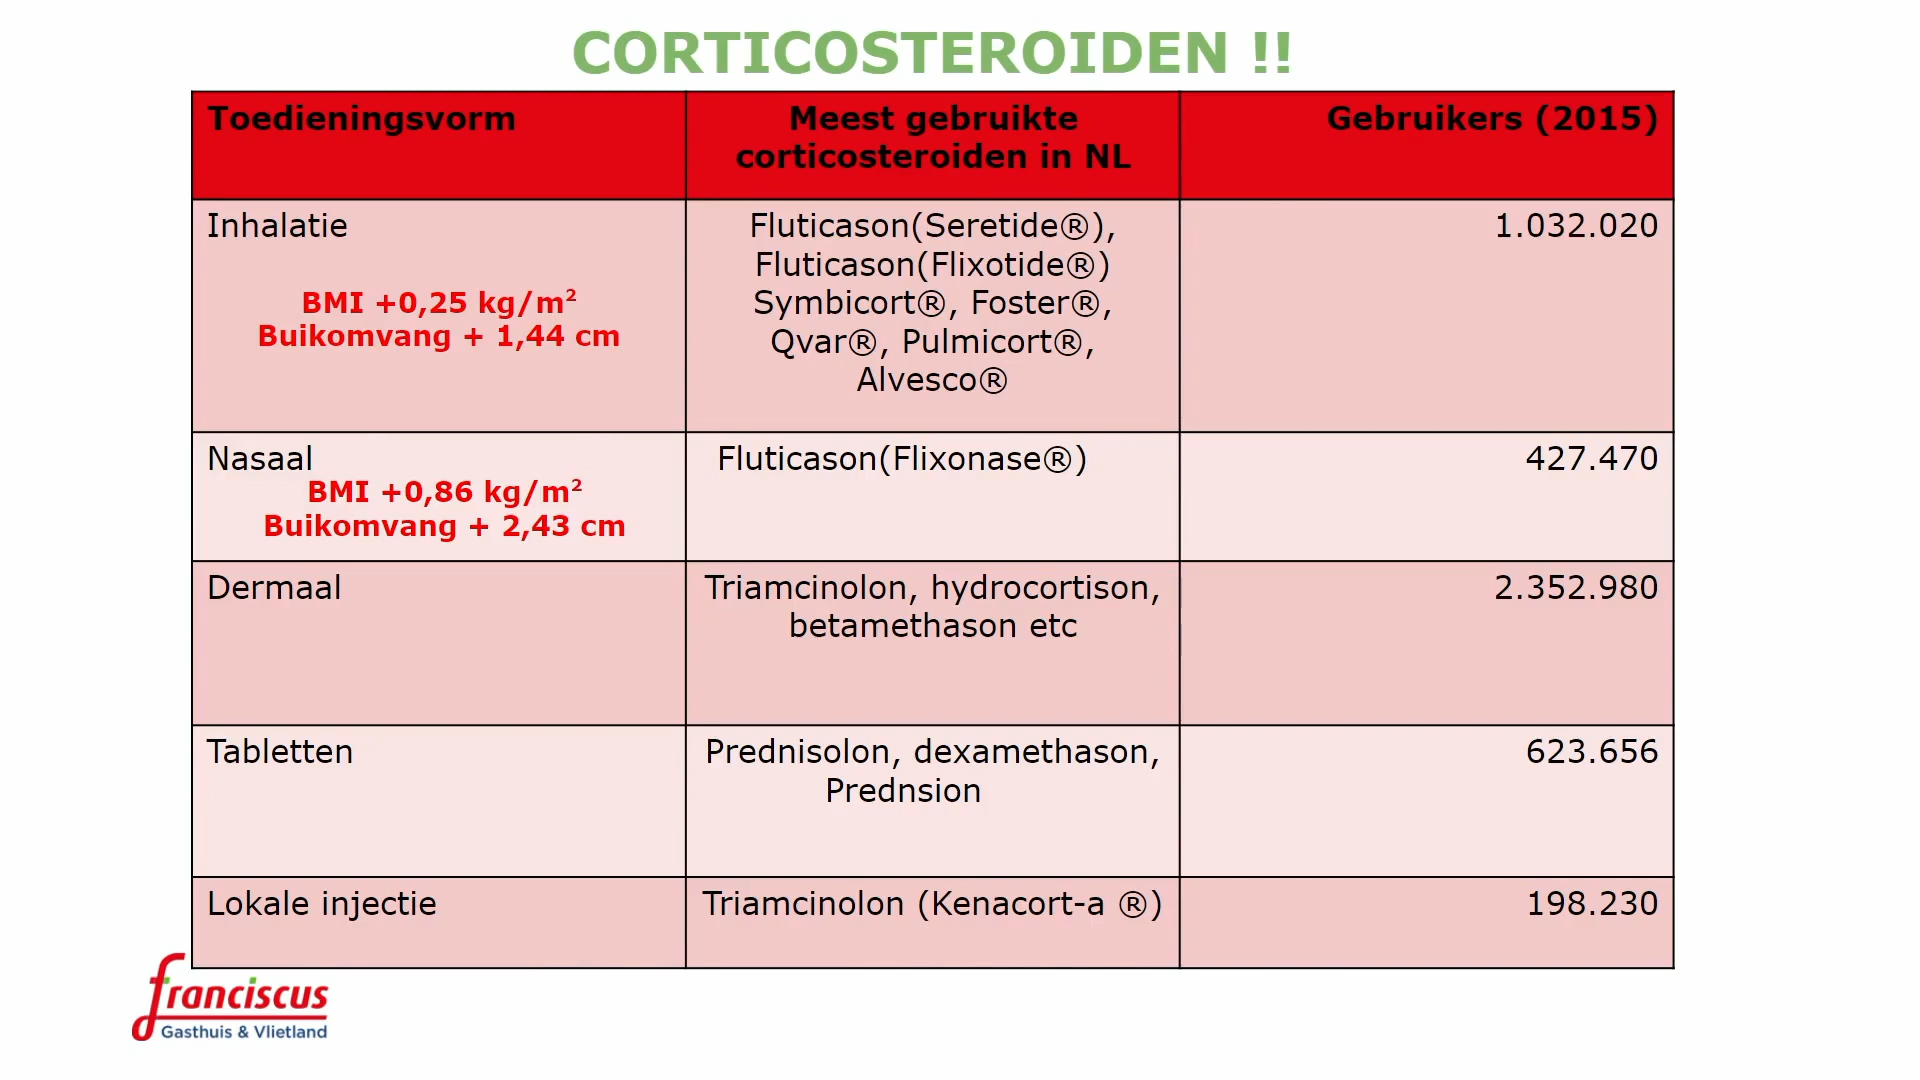 CORTICOSTEROIDEN !!
Toedieningsvorm
Meest gebruikte
corticosteroiden in NL
Gebruikers (2015)
Inhalatie
BMI +0,25 kg/m²
Buikomvang + 1,44 cm
Fluticason(Seretide®),
Fluticason(Flixotide®)
Symbicort®, Foster®,
Qvar®, Pulmicort®,
Alvesco®
1.032.020
Nasaal
BMI +0,86 kg/m²
Buikomvang + 2,43 cm
Fluticason(Flixonase®)
427.470
Dermaal
Triamcinolon, hydrocortison,
betamethason etc
2.352.980
Tabletten
Prednisolon, dexamethason,
Prednsion
623.656
Lokale injectie
Triamcinolon (Kenacort-a ®)
198.230
franciscus
Gasthuis & Vlietland